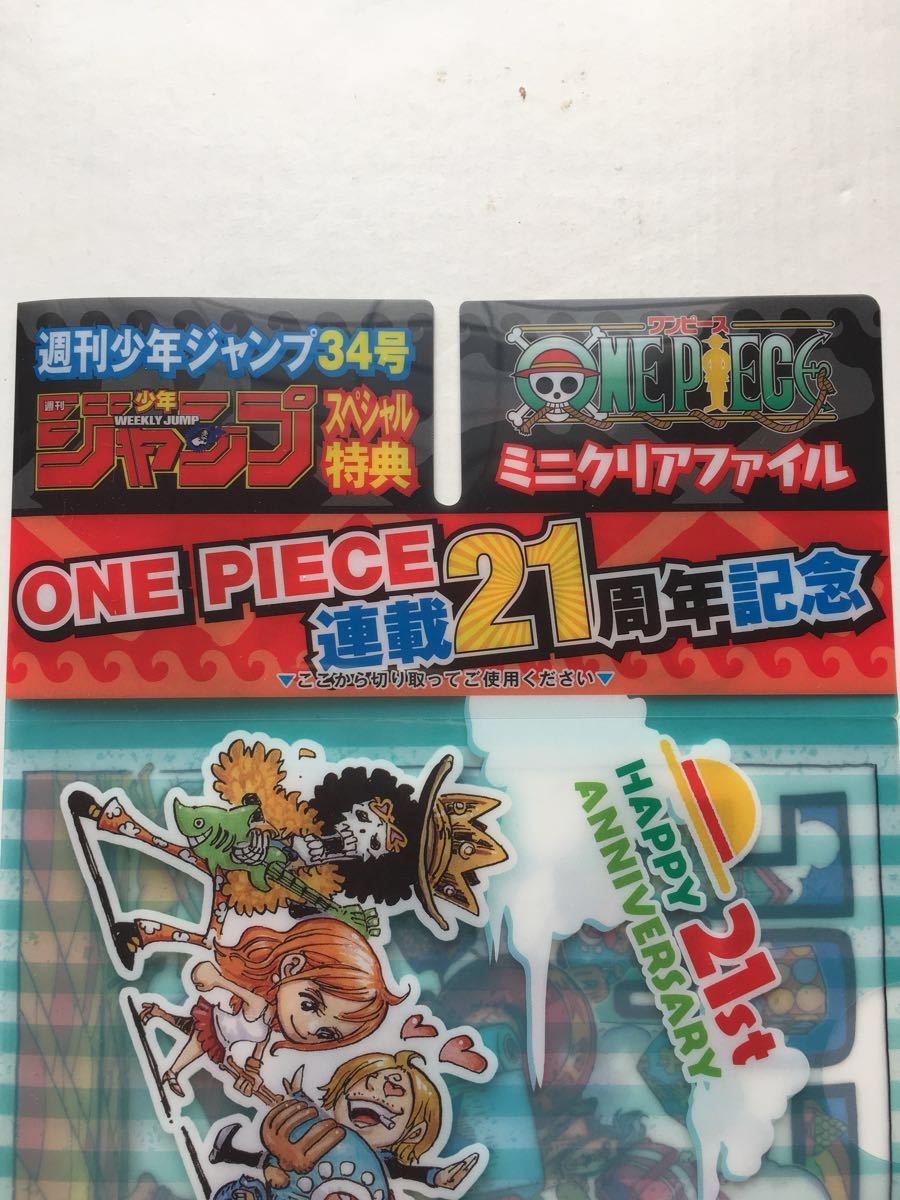 週刊少年ジャンプ34号
週刊
少年
WEEKLY JUMP
ジャンプ
スペシャル
特典
ワンピース
ONE PIECE
ミニクリアファイル
ONE PIECE
連載21周年記念
▼ここから切り取ってご使用ください▼
HAPPY 21st
ANNIVERSARY